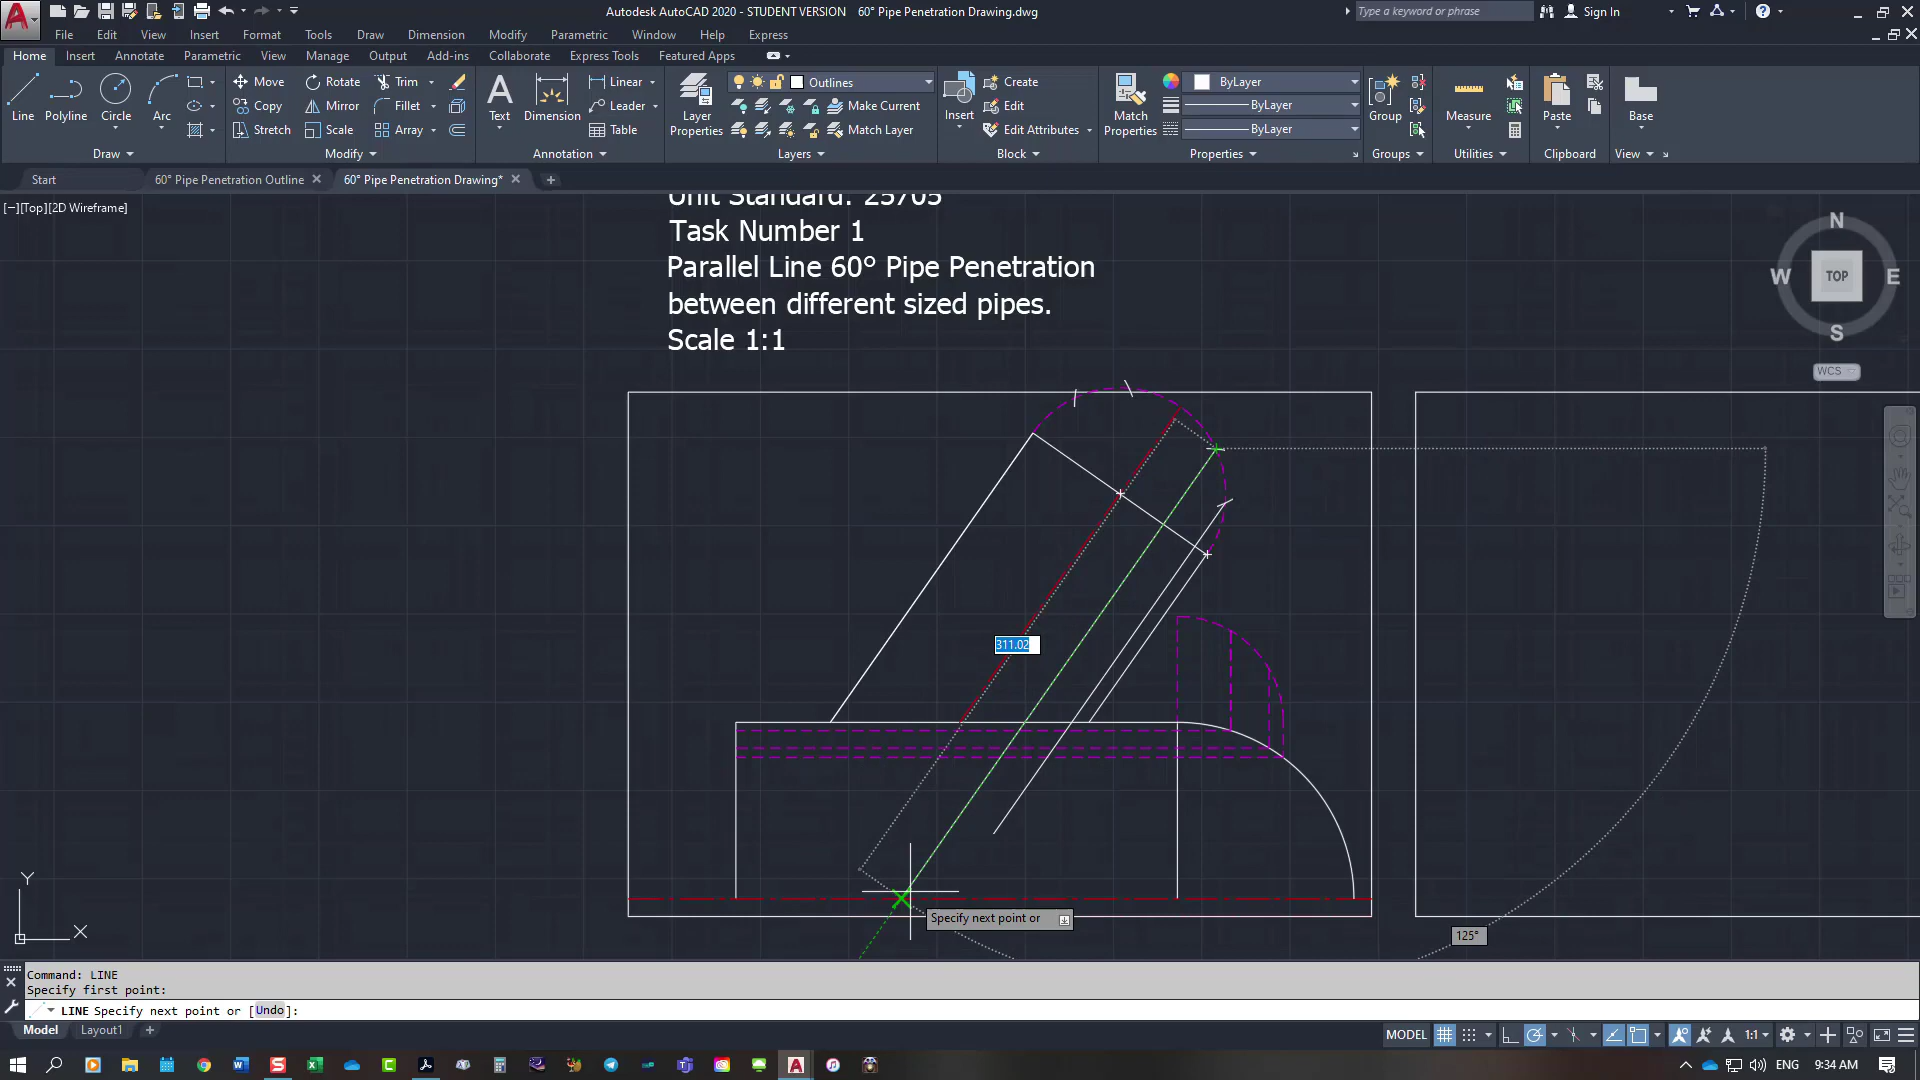 Autodesk AutoCAD 2020 - STUDENT VERSION 60° Pipe Penetration Drawing.dwg
Type a keyword or phrase
Sign In
File Edit View Insert Format Tools Draw Dimension Modify Parametric Window Help Express
Home Insert Annotate Parametric View Manage Output Add-ins Collaborate Express Tools Featured Apps
Line Polyline Circle Arc
Move Rotate Trim
Copy Mirror Fillet
Stretch Scale Array
Text Dimension
Linear
Leader
Table
Layer Properties
Outlines
Make Current
Match Layer
Insert
Create
Edit
Edit Attributes
Match Properties
ByLayer
ByLayer
ByLayer
Group
Measure
Paste
Base
Draw Modify Annotation Layers Block Properties Groups Utilities Clipboard View
Start 60° Pipe Penetration Outline 60° Pipe Penetration Drawing*
[−][Top][2D Wireframe]
Unit Standard: 25705
Task Number 1
Parallel Line 60° Pipe Penetration
between different sized pipes.
Scale 1:1
N
W TOP E
S
WCS
311.02
Specify next point or
125°
Y
X
Command: LINE
Specify first point:
LINE Specify next point or [Undo]:
Model Layout1
MODEL 1:1
ENG 9:34 AM